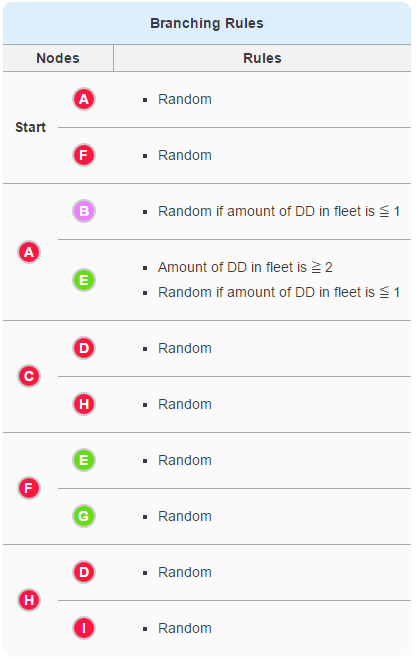 Branching Rules
Nodes Rules
Start
A Random
F Random
A
B Random if amount of DD in fleet is ≦ 1
E Amount of DD in fleet is ≧ 2
Random if amount of DD in fleet is ≦ 1
C
D Random
H Random
F
E Random
G Random
H
D Random
I Random